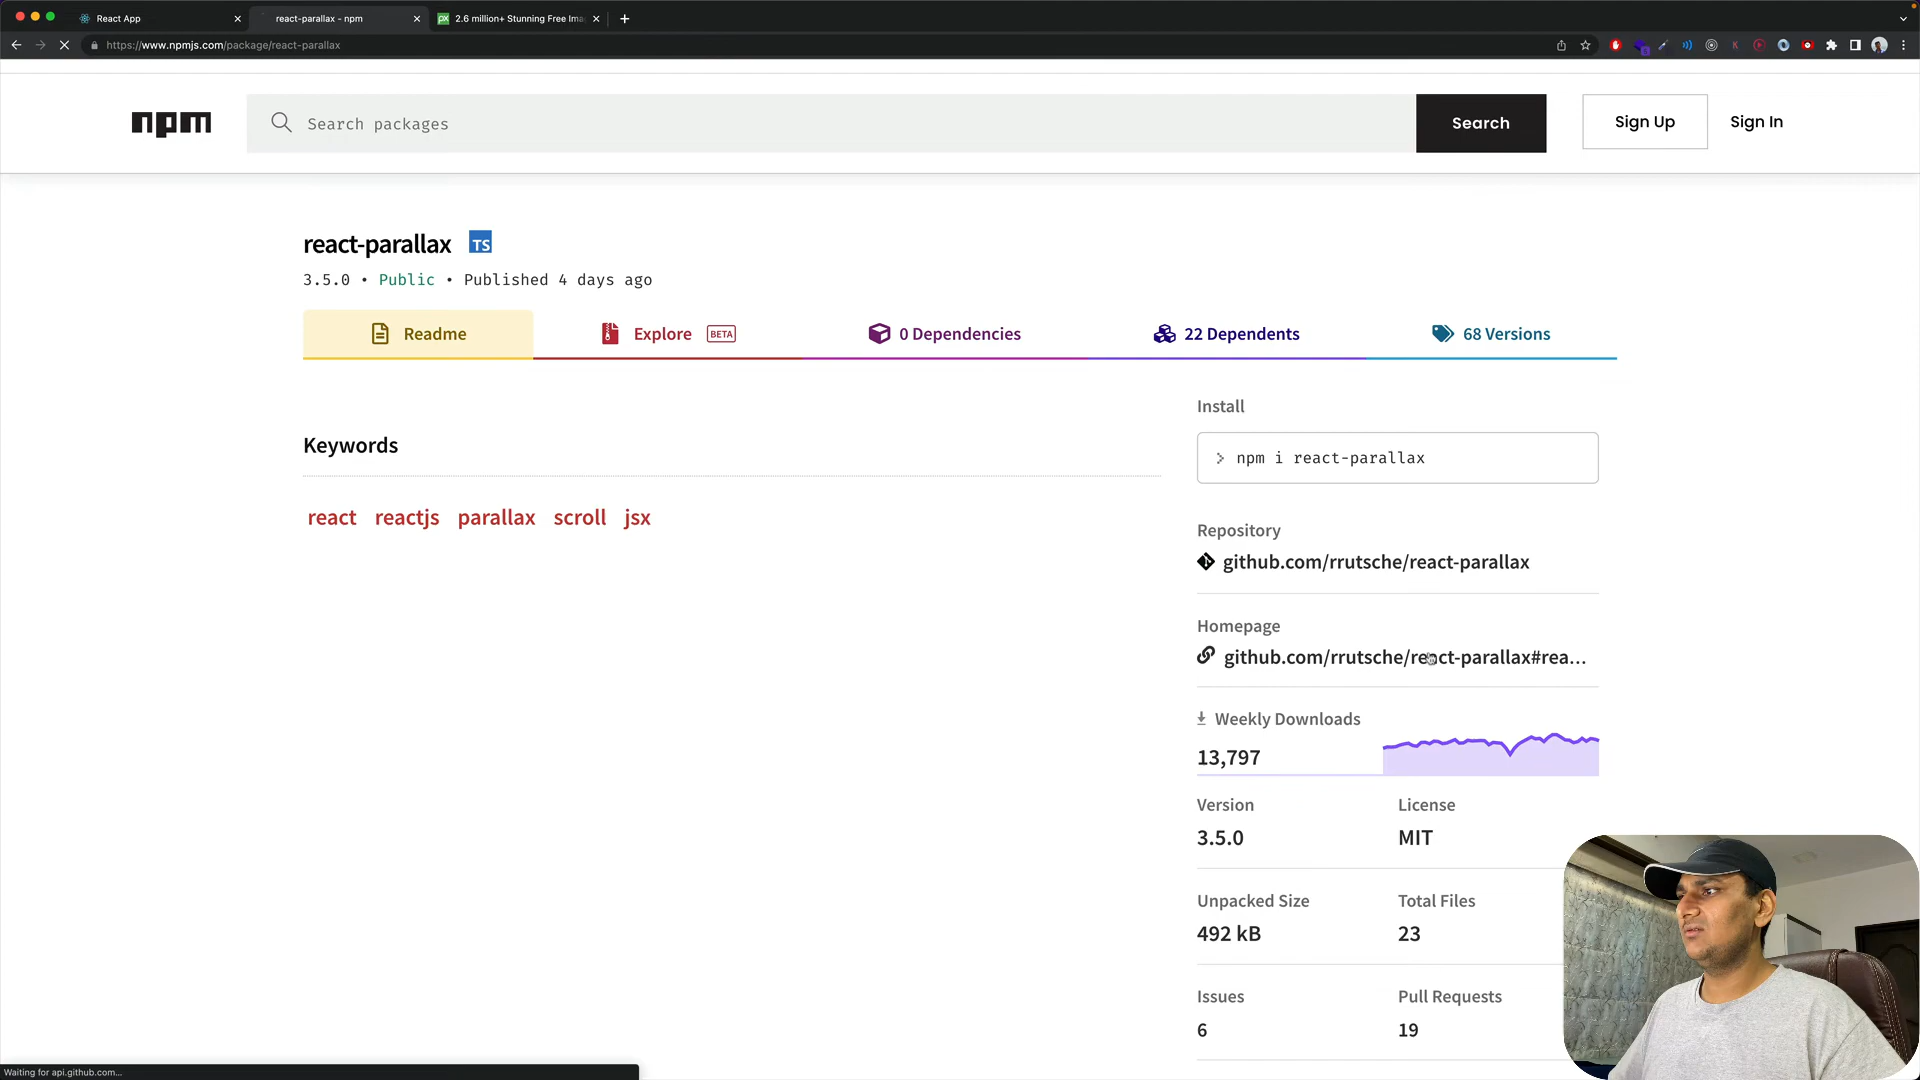 React App
react-parallax - npm
2.6 million+ Stunning Free Ima
https://www.npmjs.com/package/react-parallax
npm
Search packages
Search
Sign Up
Sign In
react-parallax TS
3.5.0 • Public • Published 4 days ago
Readme
Explore BETA
0 Dependencies
22 Dependents
68 Versions
Install
> npm i react-parallax
Keywords
react reactjs parallax scroll jsx
Repository
github.com/rrutsche/react-parallax
Homepage
github.com/rrutsche/react-parallax#rea...
Weekly Downloads
13,797
Version
3.5.0
License
MIT
Unpacked Size
492 kB
Total Files
23
Issues
6
Pull Requests
19
Waiting for api.github.com...